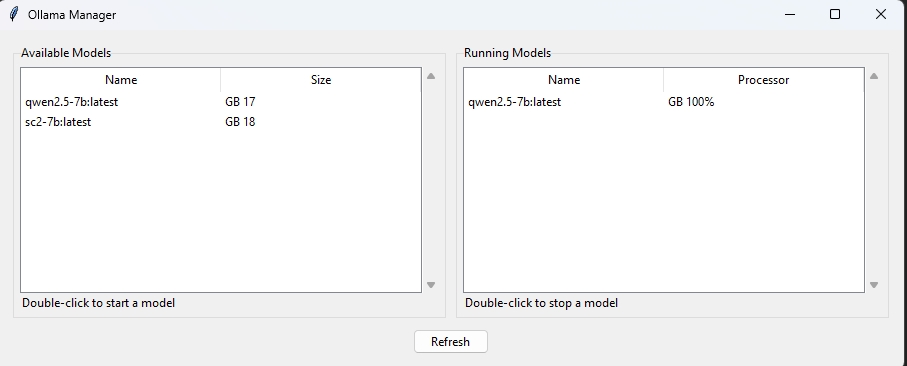 Ollama Manager
Available Models
Name Size
qwen2.5-7b:latest GB 17
sc2-7b:latest GB 18
Double-click to start a model
Running Models
Name Processor
qwen2.5-7b:latest GB 100%
Double-click to stop a model
Refresh